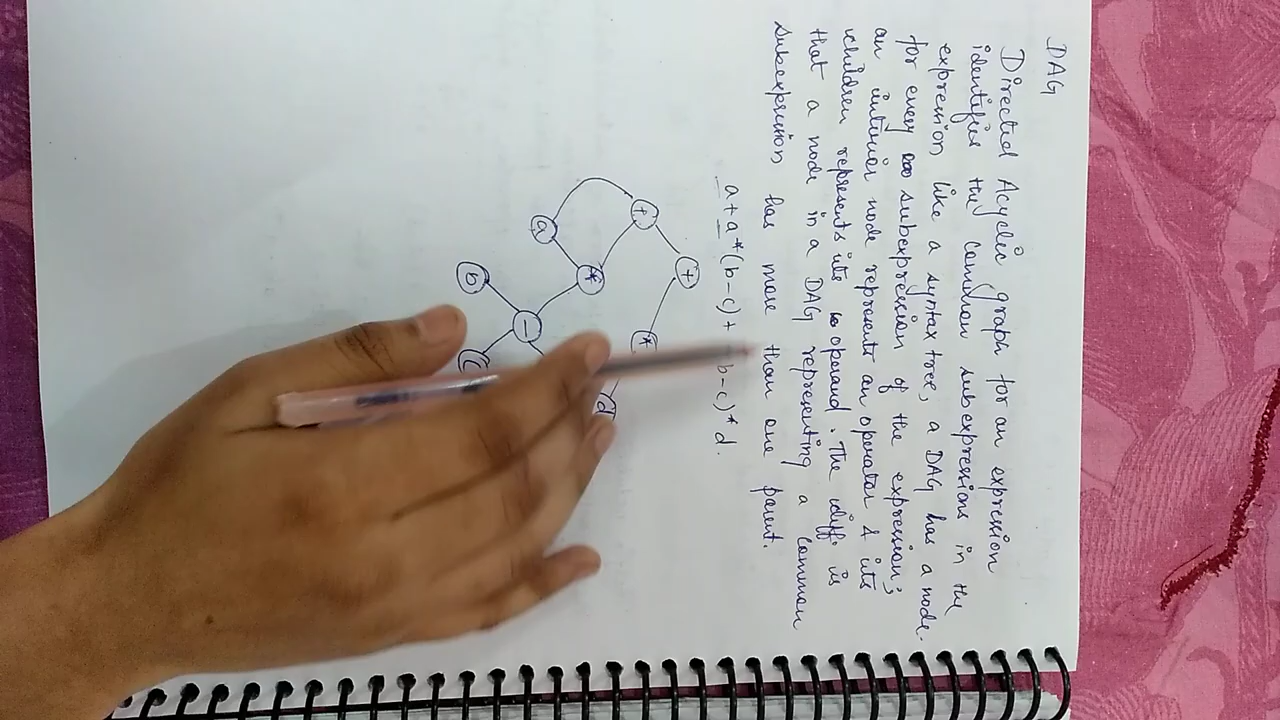 DAG
Directed Acyclic graph for an expression
identifies the common subexpressions in the
expression like a syntax tree, a DAG has a node
for every subexpression of the expression;
an interior node represents an operator & its
children represents its operand. The diff. is
that a node in a DAG representing a common
subexpression has more than one parent.
a+a*(b-c)+(b-c)*d.
+
+ *
a * d
-
b c